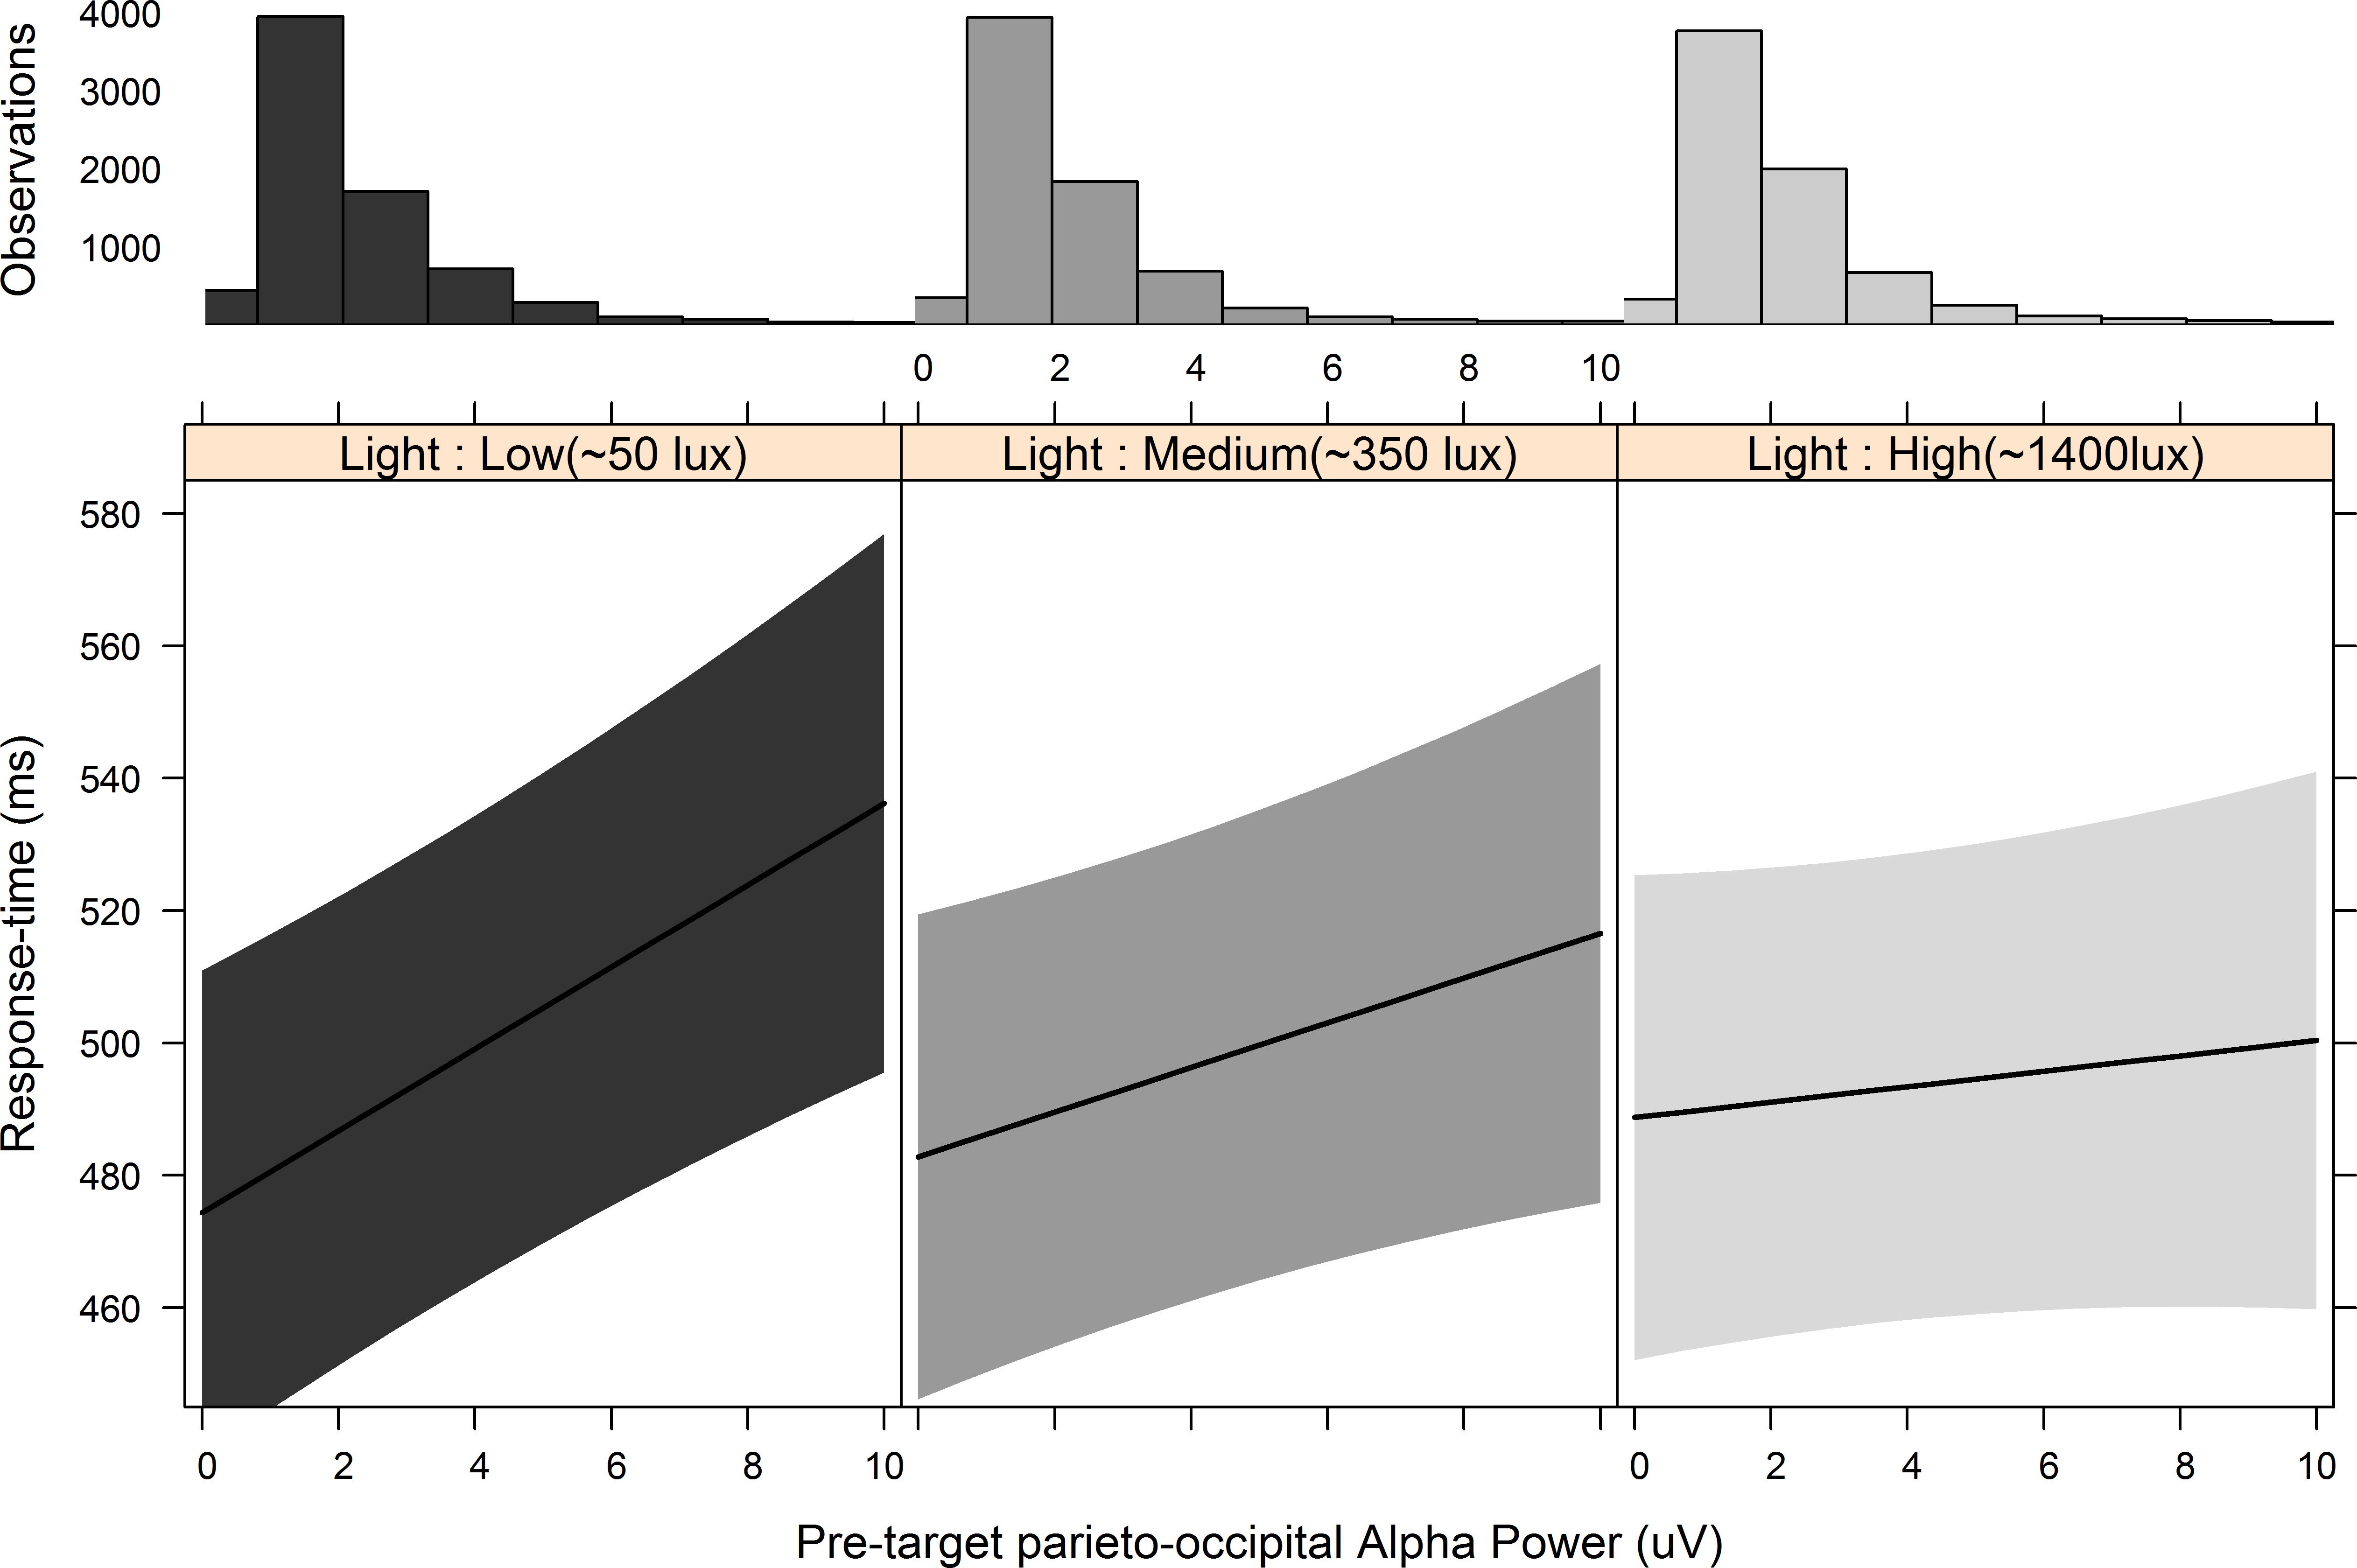 Observations
4000
3000
2000
1000
0 2 4 6 8 10
Light : Low(~50 lux) Light : Medium(~350 lux) Light : High(~1400lux)
Response-time (ms)
580
560
540
520
500
480
460
0 2 4 6 8 10 0 2 4 6 8 10
Pre-target parieto-occipital Alpha Power (uV)